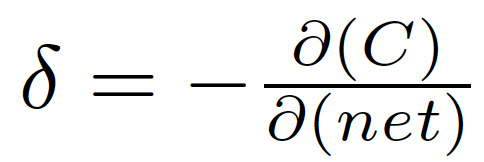 δ = − ∂(C) / ∂(net)